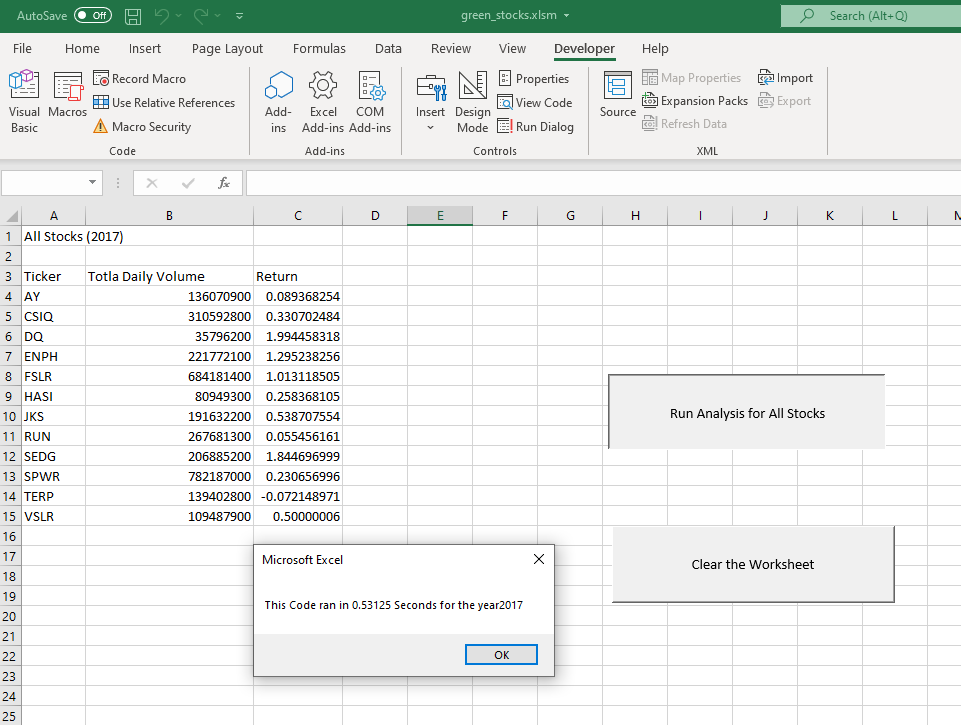 AutoSave Off green_stocks.xlsm Search (Alt+Q)
File Home Insert Page Layout Formulas Data Review View Developer Help
Visual Basic
Macros
Record Macro
Use Relative References
Macro Security
Code
Add-ins
Excel Add-ins
COM Add-ins
Add-ins
Insert
Design Mode
Properties
View Code
Run Dialog
Controls
Source
Map Properties
Expansion Packs
Refresh Data
Import
Export
XML
fx
A B C D E F G H I J K L M
1 All Stocks (2017)
2
3 Ticker Totla Daily Volume Return
4 AY 136070900 0.089368254
5 CSIQ 310592800 0.330702484
6 DQ 35796200 1.994458318
7 ENPH 221772100 1.295238256
8 FSLR 684181400 1.013118505
9 HASI 80949300 0.258368105
10 JKS 191632200 0.538707554
11 RUN 267681300 0.055456161
12 SEDG 206885200 1.844696999
13 SPWR 782187000 0.230656996
14 TERP 139402800 -0.072148971
15 VSLR 109487900 0.50000006
16
17
18
19
20
21
22
23
24
25
Run Analysis for All Stocks
Clear the Worksheet
Microsoft Excel
This Code ran in 0.53125 Seconds for the year2017
OK